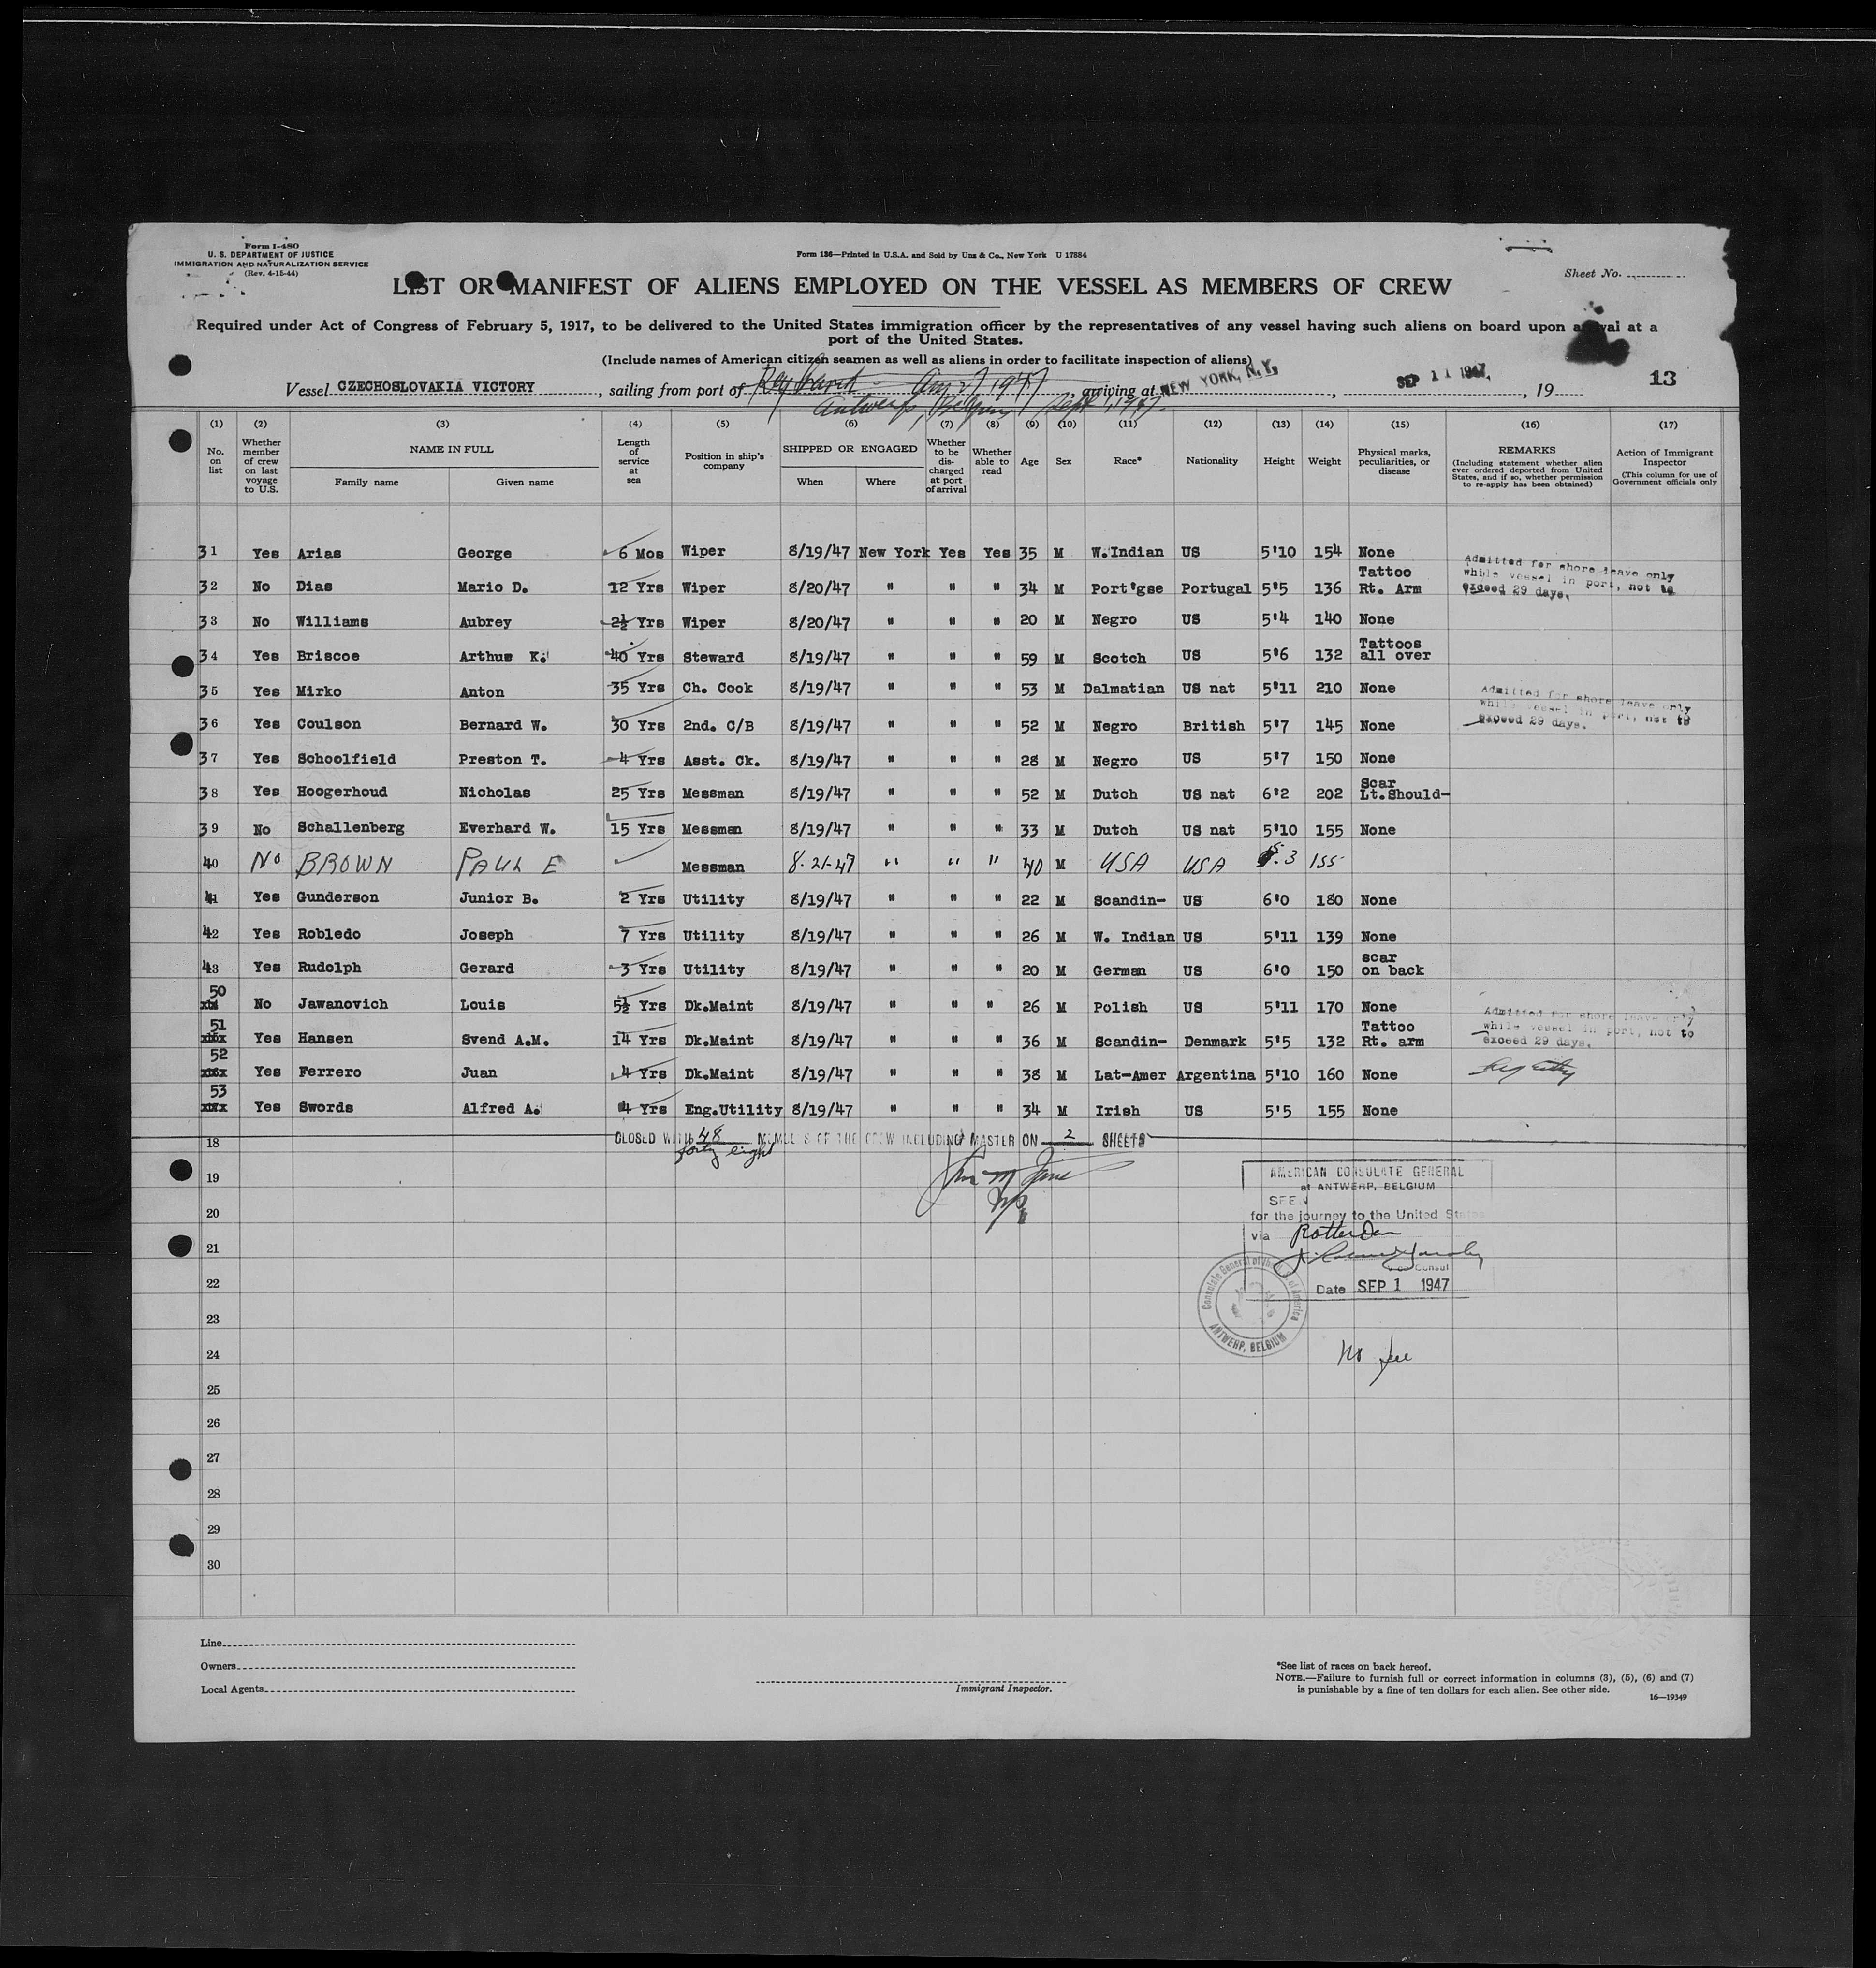 Form I-480
U. S. DEPARTMENT OF JUSTICE
IMMIGRATION AND NATURALIZATION SERVICE
(Rev. 4-15-44)
Form 136—Printed in U.S.A. and Sold by Unz & Co., New York U 17884
Sheet No.
LIST OR MANIFEST OF ALIENS EMPLOYED ON THE VESSEL AS MEMBERS OF CREW
Required under Act of Congress of February 5, 1917, to be delivered to the United States immigration officer by the representatives of any vessel having such aliens on board upon arrival at a
port of the United States.
(Include names of American citizen seamen as well as aliens in order to facilitate inspection of aliens)
Vessel CZECHOSLOVAKIA VICTORY, sailing from port of Aug 27 1947, arriving at NEW YORK, N.Y., SEP 11 1947, 19
13
Antwerp, Belgium Sept 1, 1947
(1) (2) (3) (4) (5) (6) (7) (8) (9) (10) (11) (12) (13) (14) (15) (16) (17)
No. on list
Whether member of crew on last voyage to U.S.
NAME IN FULL
Family name
Given name
Length of service at sea
Position in ship's company
SHIPPED OR ENGAGED
When
Where
Whether to be discharged at port of arrival
Whether able to read
Age
Sex
Race*
Nationality
Height
Weight
Physical marks, peculiarities, or disease
REMARKS
(Including statement whether alien ever ordered deported from United States, and if so, whether permission to re-apply has been obtained)
Action of Immigrant Inspector
(This column for use of Government officials only
31 Yes Arias George 6 Mos Wiper 8/19/47 New York Yes Yes 35 M W.Indian US 5'10 154 None
32 No Dias Mario D. 12 Yrs Wiper 8/20/47 " " " 34 M Port'gse Portugal 5'5 136 Tattoo Rt. Arm Admitted for shore leave only while vessel in port, not to exceed 29 days.
33 No Williams Aubrey 2½ Yrs Wiper 8/20/47 " " " 20 M Negro US 5'4 140 None
34 Yes Briscoe Arthue K. 40 Yrs Steward 8/19/47 " " " 59 M Scotch US 5'6 132 Tattoos all over
35 Yes Mirko Anton 35 Yrs Ch. Cook 8/19/47 " " " 53 M Dalmatian US nat 5'11 210 None
36 Yes Coulson Bernard W. 30 Yrs 2nd. C/B 8/19/47 " " " 52 M Negro British 5'7 145 None Admitted for shore leave only while vessel in port, not to exceed 29 days.
37 Yes Schoolfield Preston T. 4 Yrs Asst. Ck. 8/19/47 " " " 28 M Negro US 5'7 150 None
38 Yes Hoogerhoud Nicholas 25 Yrs Messman 8/19/47 " " " 52 M Dutch US nat 6'2 202 Scar Lt.Should-
39 No Schallenberg Everhard W. 15 Yrs Messman 8/19/47 " " " 33 M Dutch US nat 5'10 155 None
40 No BROWN PAUL E Messman 8-21-47 " " " 40 M USA USA 5.3 155
41 Yes Gunderson Junior B. 2 Yrs Utility 8/19/47 " " " 22 M Scandin- US 6'0 180 None
42 Yes Robledo Joseph 7 Yrs Utility 8/19/47 " " " 26 M W. Indian US 5'11 139 None
43 Yes Rudolph Gerard 3 Yrs Utility 8/19/47 " " " 20 M German US 6'0 150 scar on back
50 No Jawanovich Louis 5½ Yrs Dk.Maint 8/19/47 " " " 26 M Polish US 5'11 170 None
51 Yes Hansen Svend A.M. 14 Yrs Dk.Maint 8/19/47 " " " 36 M Scandin- Denmark 5'5 132 Tattoo Rt. arm Admitted for shore leave only while vessel in port, not to exceed 29 days.
52 Yes Ferrero Juan 4 Yrs Dk.Maint 8/19/47 " " " 38 M Lat-Amer Argentina 5'10 160 None
53 Yes Swords Alfred A. 4 Yrs Eng.Utility 8/19/47 " " " 34 M Irish US 5'5 155 None
18 CLOSED WITH 48 MEMBERS OF THE CREW INCLUDING MASTER ON 2 SHEETS
forty eight
19
20
21
22
23
24
25
26
27
28
29
30
AMERICAN CONSULATE GENERAL
at ANTWERP, BELGIUM
SEEN
for the journey to the United States
via Rotterdam
Vice Consul
Date SEP 1 1947
Consulate General of the U. S. of America
ANTWERP, BELGIUM
No fee
Line
Owners
Local Agents
Immigrant Inspector.
*See list of races on back hereof.
NOTE.—Failure to furnish full or correct information in columns (3), (5), (6) and (7)
is punishable by a fine of ten dollars for each alien. See other side.
16—19349